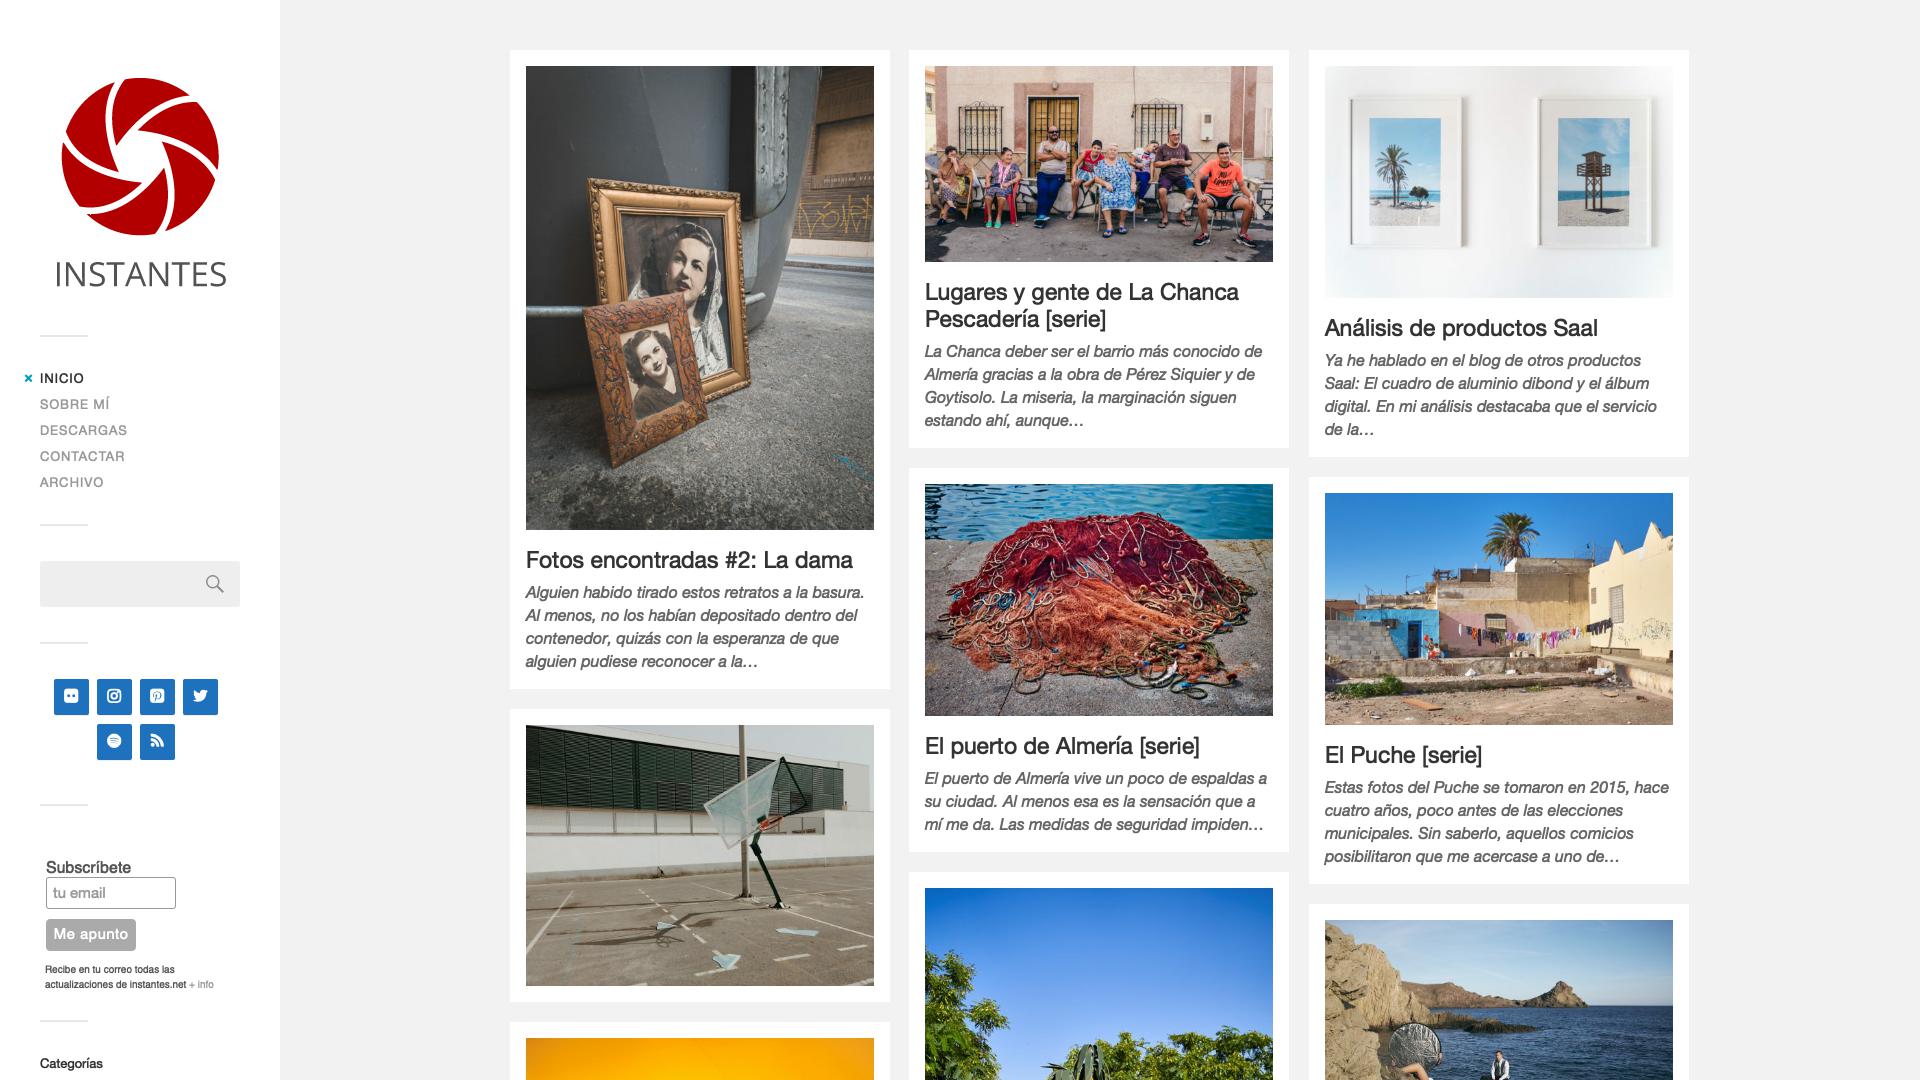 INSTANTES
INICIO
SOBRE MÍ
DESCARGAS
CONTACTAR
ARCHIVO
Subscríbete
tu email
Me apunto
Recibe en tu correo todas las
actualizaciones de instantes.net + info
Categorías
Fotos encontradas #2: La dama
Alguien habido tirado estos retratos a la basura.
Al menos, no los habían depositado dentro del
contenedor, quizás con la esperanza de que
alguien pudiese reconocer a la…
Lugares y gente de La Chanca
Pescadería [serie]
La Chanca deber ser el barrio más conocido de
Almería gracias a la obra de Pérez Siquier y de
Goytisolo. La miseria, la marginación siguen
estando ahí, aunque…
El puerto de Almería [serie]
El puerto de Almería vive un poco de espaldas a
su ciudad. Al menos esa es la sensación que a
mí me da. Las medidas de seguridad impiden…
Análisis de productos Saal
Ya he hablado en el blog de otros productos
Saal: El cuadro de aluminio dibond y el álbum
digital. En mi análisis destacaba que el servicio
de la…
El Puche [serie]
Estas fotos del Puche se tomaron en 2015, hace
cuatro años, poco antes de las elecciones
municipales. Sin saberlo, aquellos comicios
posibilitaron que me acercase a uno de…